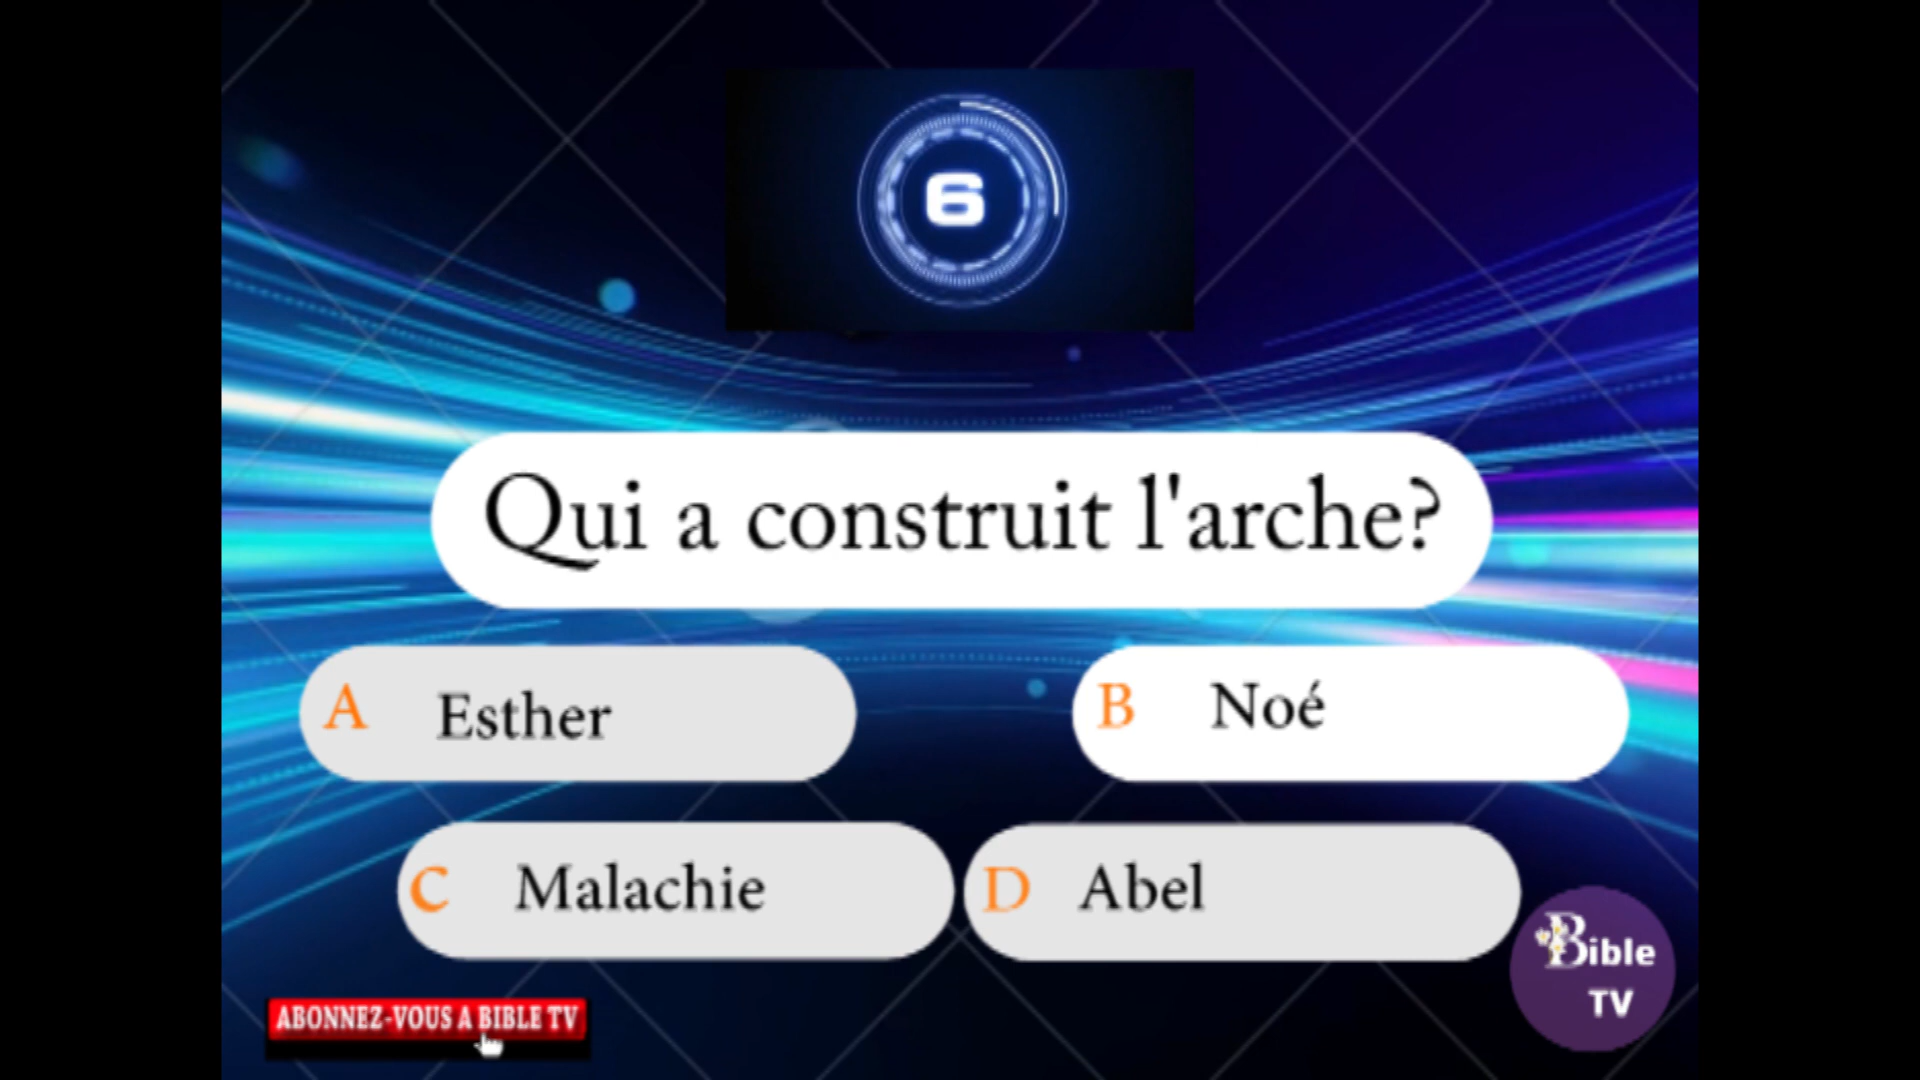 6
Qui a construit l'arche?
A Esther
B Noé
C Malachie
D Abel
ABONNEZ-VOUS A BIBLE TV
Bible
TV